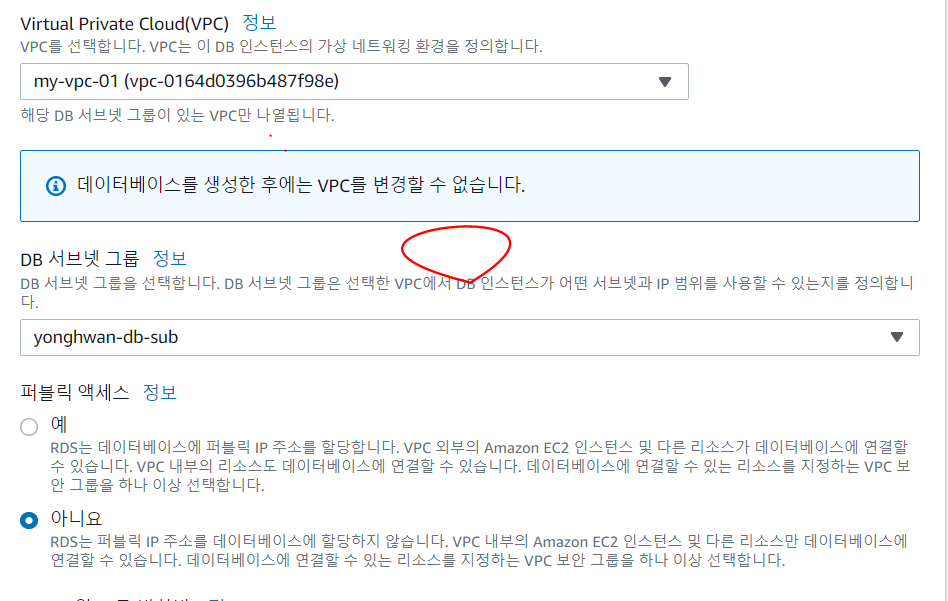 Virtual Private Cloud(VPC) 정보
VPC를 선택합니다. VPC는 이 DB 인스턴스의 가상 네트워킹 환경을 정의합니다.
my-vpc-01 (vpc-0164d0396b487f98e)
해당 DB 서브넷 그룹이 있는 VPC만 나열됩니다.
데이터베이스를 생성한 후에는 VPC를 변경할 수 없습니다.
DB 서브넷 그룹 정보
DB 서브넷 그룹을 선택합니다. DB 서브넷 그룹은 선택한 VPC에서 DB 인스턴스가 어떤 서브넷과 IP 범위를 사용할 수 있는지를 정의합니
다.
yonghwan-db-sub
퍼블릭 액세스 정보
예
RDS는 데이터베이스에 퍼블릭 IP 주소를 할당합니다. VPC 외부의 Amazon EC2 인스턴스 및 다른 리소스가 데이터베이스에 연결할
수 있습니다. VPC 내부의 리소스도 데이터베이스에 연결할 수 있습니다. 데이터베이스에 연결할 수 있는 리소스를 지정하는 VPC 보
안 그룹을 하나 이상 선택합니다.
아니요
RDS는 퍼블릭 IP 주소를 데이터베이스에 할당하지 않습니다. VPC 내부의 Amazon EC2 인스턴스 및 다른 리소스만 데이터베이스에
연결할 수 있습니다. 데이터베이스에 연결할 수 있는 리소스를 지정하는 VPC 보안 그룹을 하나 이상 선택합니다.